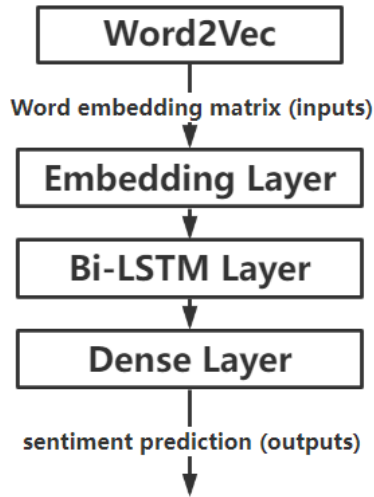 Word2Vec
Word embedding matrix (inputs)
Embedding Layer
Bi-LSTM Layer
Dense Layer
sentiment prediction (outputs)